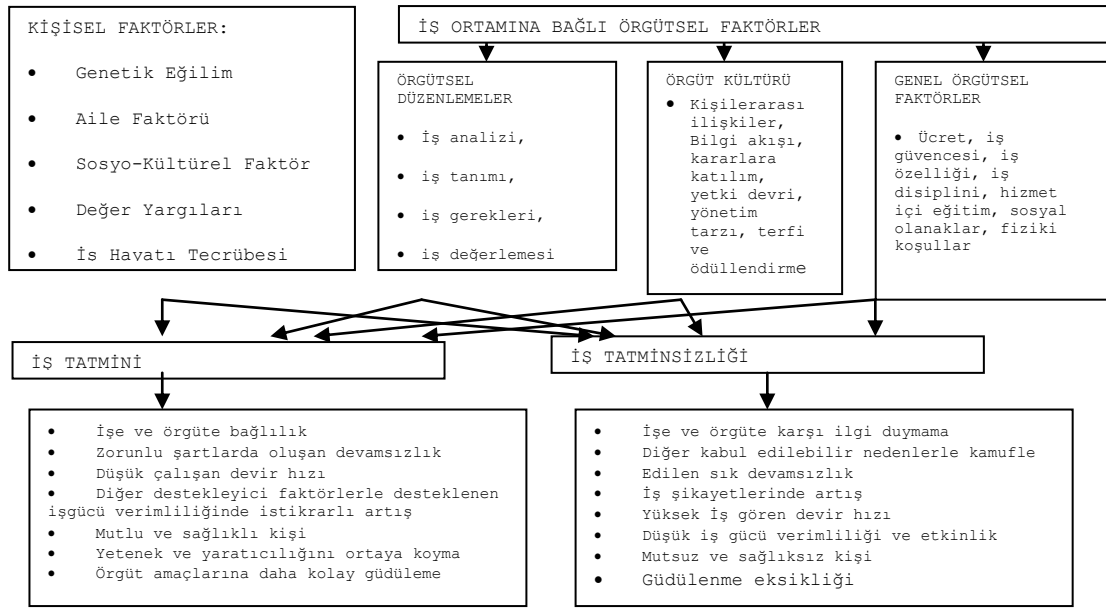 KİŞİSEL FAKTÖRLER:
• Genetik Eğilim
• Aile Faktörü
• Sosyo-Kültürel Faktör
• Değer Yargıları
• İs Havatı Tecrübesi
İŞ ORTAMINA BAĞLI ÖRGÜTSEL FAKTÖRLER
ÖRGÜTSEL
DÜZENLEMELER
• İş analizi,
• iş tanımı,
• iş gerekleri,
• iş değerlemesi
ÖRGÜT KÜLTÜRÜ
• Kişilerarası
ilişkiler,
Bilgi akışı,
kararlara
katılım,
yetki devri,
yönetim
tarzı, terfi
ve
ödüllendirme
GENEL ÖRGÜTSEL
FAKTÖRLER
• Ücret, iş
güvencesi, iş
özelliği, iş
disiplini, hizmet
içi eğitim, sosyal
olanaklar, fiziki
koşullar
İŞ TATMİNİ
İŞ TATMİNSİZLİĞİ
• İşe ve örgüte bağlılık
• Zorunlu şartlarda oluşan devamsızlık
• Düşük çalışan devir hızı
• Diğer destekleyici faktörlerle desteklenen
işgücü verimliliğinde istikrarlı artış
• Mutlu ve sağlıklı kişi
• Yetenek ve yaratıcılığını ortaya koyma
• Örgüt amaçlarına daha kolay güdüleme
• İşe ve örgüte karşı ilgi duymama
• Diğer kabul edilebilir nedenlerle kamufle
• Edilen sık devamsızlık
• İş şikayetlerinde artış
• Yüksek İş gören devir hızı
• Düşük iş gücü verimliliği ve etkinlik
• Mutsuz ve sağlıksız kişi
• Güdülenme eksikliği